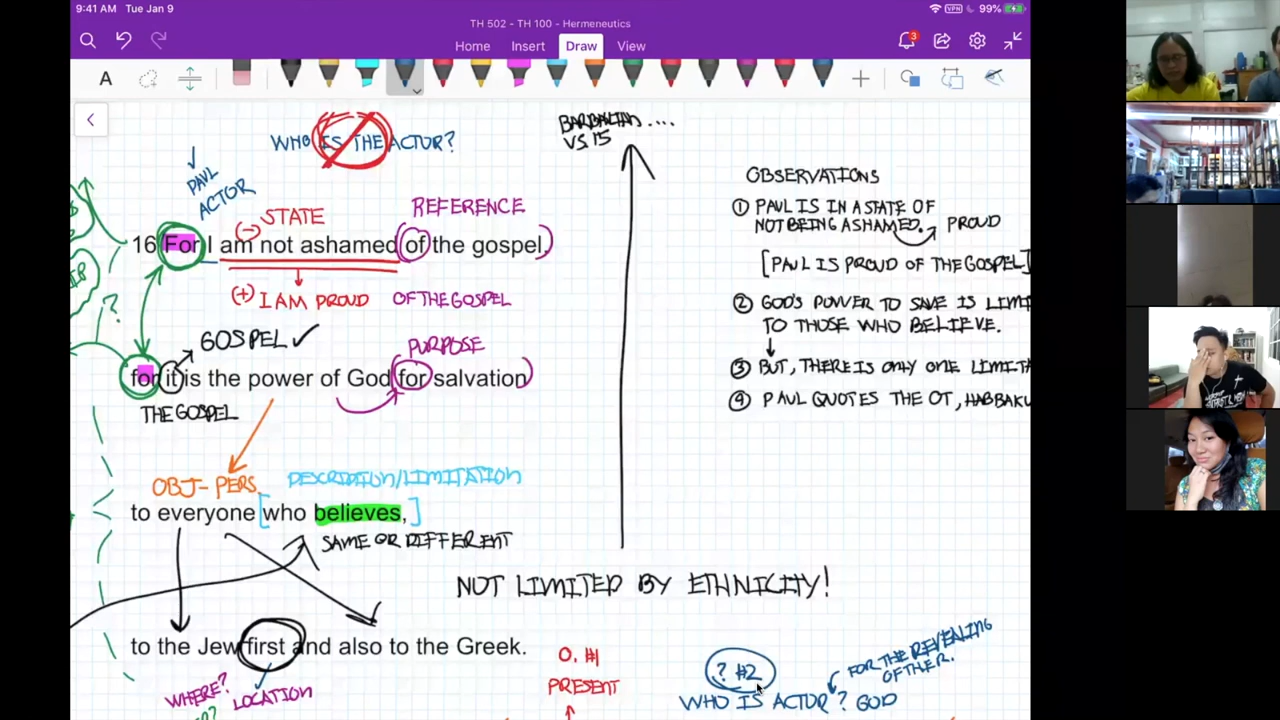 9:41 AM Tue Jan 9
99%
TH 502 - TH 100 - Hermeneutics
Home Insert Draw View
3
A
WHO IS THE ACTOR?
PAUL
ACTOR
(-) STATE
REFERENCE
16 For I am not ashamed of the gospel,
(+) I AM PROUD OF THE GOSPEL
?
GOSPEL ✓
PURPOSE
for it is the power of God for salvation
THE GOSPEL
OBJ-PERS.
DESCRIPTION/LIMITATION
to everyone [who believes,]
SAME OR DIFFERENT
NOT LIMITED BY ETHNICITY!
to the Jew first and also to the Greek.
WHERE?
LOCATION
O. #1
PRESENT
? #2
WHO IS ACTOR? GOD
FOR THE REVEALING
OF THE R.
BARBARIAN ....
VS. 15
OBSERVATIONS
① PAUL IS IN A STATE OF
NOT BEING ASHAMED. PROUD
[PAUL IS PROUD OF THE GOSPEL]
② GOD'S POWER TO SAVE IS LIMI
TO THOSE WHO BELIEVE.
③ BUT, THERE IS ONLY ONE LIMITA
④ PAUL QUOTES THE OT, HABBAKU